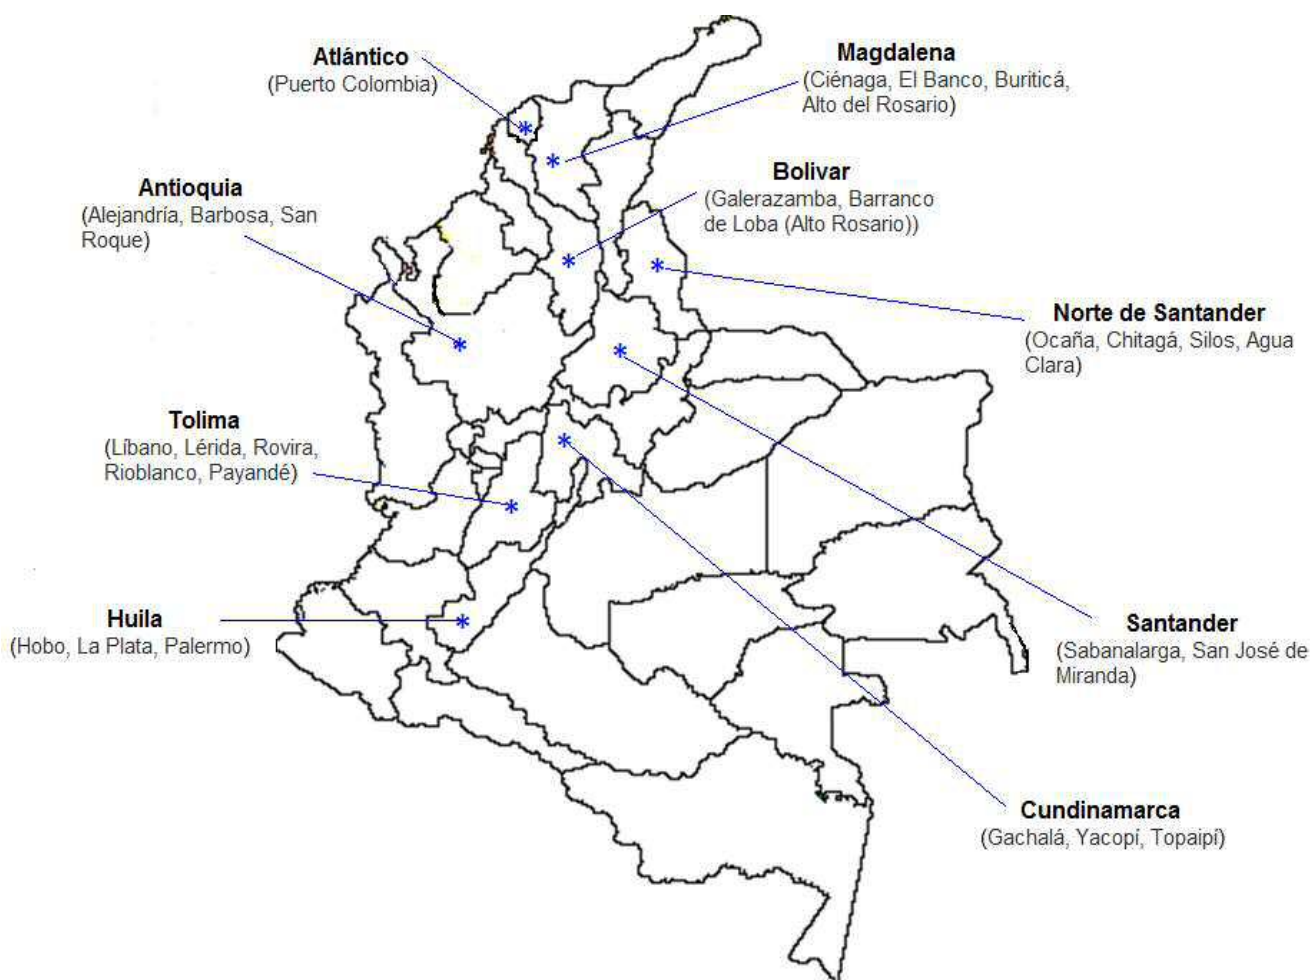 Atlántico
(Puerto Colombia)
Magdalena
(Ciénaga, El Banco, Buriticá,
Alto del Rosario)
Antioquia
(Alejandría, Barbosa, San
Roque)
Bolivar
(Galerazamba, Barranco
de Loba (Alto Rosario))
Norte de Santander
(Ocaña, Chitagá, Silos, Agua
Clara)
Tolima
(Líbano, Lérida, Rovira,
Rioblanco, Payandé)
Huila
(Hobo, La Plata, Palermo)
Santander
(Sabanalarga, San José de
Miranda)
Cundinamarca
(Gachalá, Yacopí, Topaipí)